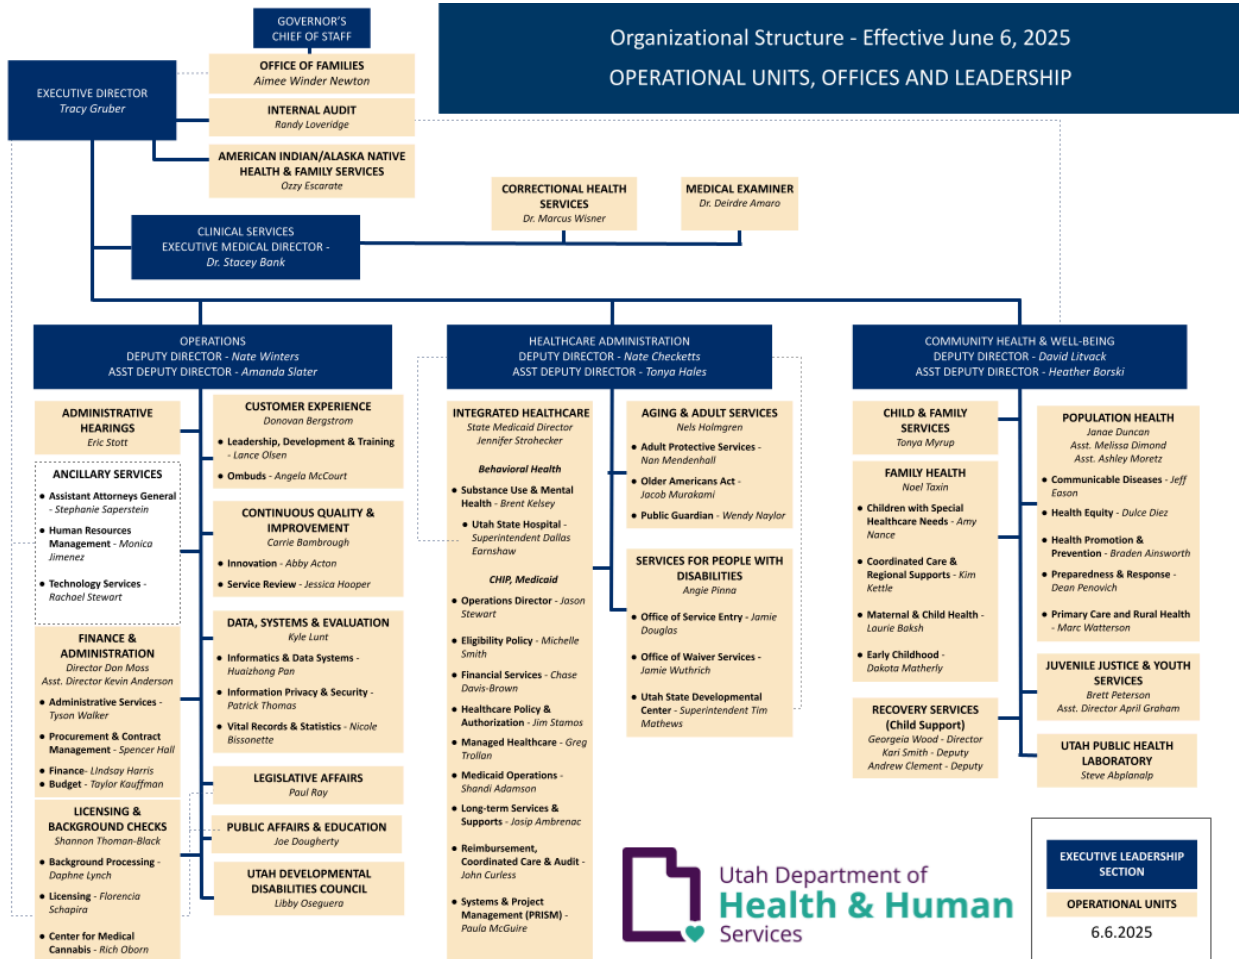 GOVERNOR'S
CHIEF OF STAFF
Organizational Structure - Effective June 6, 2025
OPERATIONAL UNITS, OFFICES AND LEADERSHIP
EXECUTIVE DIRECTOR
Tracy Gruber
OFFICE OF FAMILIES
Aimee Winder Newton
INTERNAL AUDIT
Randy Loveridge
AMERICAN INDIAN/ALASKA NATIVE
HEALTH & FAMILY SERVICES
Ozzy Escarate
CORRECTIONAL HEALTH
SERVICES
Dr. Marcus Wisner
MEDICAL EXAMINER
Dr. Deirdre Amaro
CLINICAL SERVICES
EXECUTIVE MEDICAL DIRECTOR -
Dr. Stacey Bank
OPERATIONS
DEPUTY DIRECTOR - Nate Winters
ASST DEPUTY DIRECTOR - Amanda Slater
ADMINISTRATIVE
HEARINGS
Eric Stott
ANCILLARY SERVICES
● Assistant Attorneys General
- Stephanie Saperstein
● Human Resources
Management - Monica
Jimenez
● Technology Services -
Rachael Stewart
FINANCE &
ADMINISTRATION
Director Don Moss
Asst. Director Kevin Anderson
● Administrative Services -
Tyson Walker
● Procurement & Contract
Management - Spencer Hall
● Finance- Lindsay Harris
● Budget - Taylor Kauffman
LICENSING &
BACKGROUND CHECKS
Shannon Thoman-Black
● Background Processing -
Daphne Lynch
● Licensing - Florencia
Schapira
● Center for Medical
Cannabis - Rich Oborn
CUSTOMER EXPERIENCE
Donovan Bergstrom
● Leadership, Development & Training
- Lance Olsen
● Ombuds - Angela McCourt
CONTINUOUS QUALITY &
IMPROVEMENT
Carrie Bambrough
● Innovation - Abby Acton
● Service Review - Jessica Hooper
DATA, SYSTEMS & EVALUATION
Kyle Lunt
● Informatics & Data Systems -
Huaizhong Pan
● Information Privacy & Security -
Patrick Thomas
● Vital Records & Statistics - Nicole
Bissonette
LEGISLATIVE AFFAIRS
Paul Ray
PUBLIC AFFAIRS & EDUCATION
Joe Dougherty
UTAH DEVELOPMENTAL
DISABILITIES COUNCIL
Libby Oseguera
HEALTHCARE ADMINISTRATION
DEPUTY DIRECTOR - Nate Checketts
ASST DEPUTY DIRECTOR - Tonya Hales
INTEGRATED HEALTHCARE
State Medicaid Director
Jennifer Strohecker
Behavioral Health
● Substance Use & Mental
Health - Brent Kelsey
● Utah State Hospital -
Superintendent Dallas
Earnshaw
CHIP, Medicaid
● Operations Director - Jason
Stewart
● Eligibility Policy - Michelle
Smith
● Financial Services - Chase
Davis-Brown
● Healthcare Policy &
Authorization - Jim Stamos
● Managed Healthcare - Greg
Trollan
● Medicaid Operations -
Shandi Adamson
● Long-term Services &
Supports - Josip Ambrenac
● Reimbursement,
Coordinated Care & Audit -
John Curless
● Systems & Project
Management (PRISM) -
Paula McGuire
AGING & ADULT SERVICES
Nels Holmgren
● Adult Protective Services -
Nan Mendenhall
● Older Americans Act -
Jacob Murakami
● Public Guardian - Wendy Naylor
SERVICES FOR PEOPLE WITH
DISABILITIES
Angie Pinna
● Office of Service Entry - Jamie
Douglas
● Office of Waiver Services -
Jamie Wuthrich
● Utah State Developmental
Center - Superintendent Tim
Mathews
COMMUNITY HEALTH & WELL-BEING
DEPUTY DIRECTOR - David Litvack
ASST DEPUTY DIRECTOR - Heather Borski
CHILD & FAMILY
SERVICES
Tonya Myrup
FAMILY HEALTH
Noel Taxin
● Children with Special
Healthcare Needs - Amy
Nance
● Coordinated Care &
Regional Supports - Kim
Kettle
● Maternal & Child Health -
Laurie Baksh
● Early Childhood -
Dakota Matherly
RECOVERY SERVICES
(Child Support)
Georgeia Wood - Director
Kari Smith - Deputy
Andrew Clement - Deputy
POPULATION HEALTH
Janae Duncan
Asst. Melissa Dimond
Asst. Ashley Moretz
● Communicable Diseases - Jeff
Eason
● Health Equity - Dulce Diez
● Health Promotion &
Prevention - Braden Ainsworth
● Preparedness & Response -
Dean Penovich
● Primary Care and Rural Health
- Marc Watterson
JUVENILE JUSTICE & YOUTH
SERVICES
Brett Peterson
Asst. Director April Graham
UTAH PUBLIC HEALTH
LABORATORY
Steve Abplanalp
Utah Department of
Health & Human
Services
EXECUTIVE LEADERSHIP
SECTION
OPERATIONAL UNITS
6.6.2025